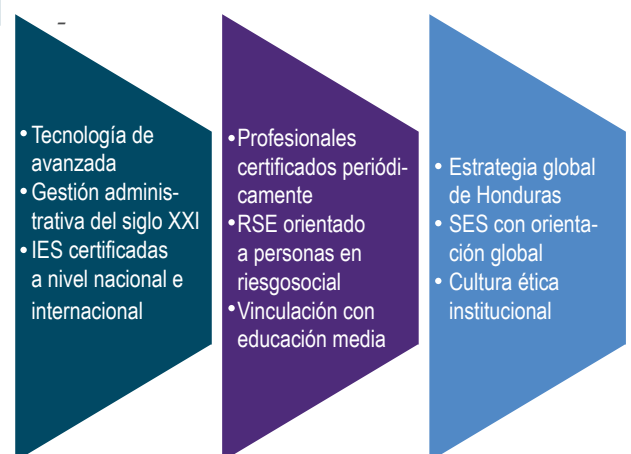 • Tecnología de
avanzada
• Gestión adminis-
trativa del siglo XXI
• IES certificadas
a nivel nacional e
internacional
• Profesionales
certificados periódi-
camente
• RSE orientado
a personas en
riesgosocial
• Vinculación con
educación media
• Estrategia global
de Honduras
• SES con orienta-
ción global
• Cultura ética
institucional